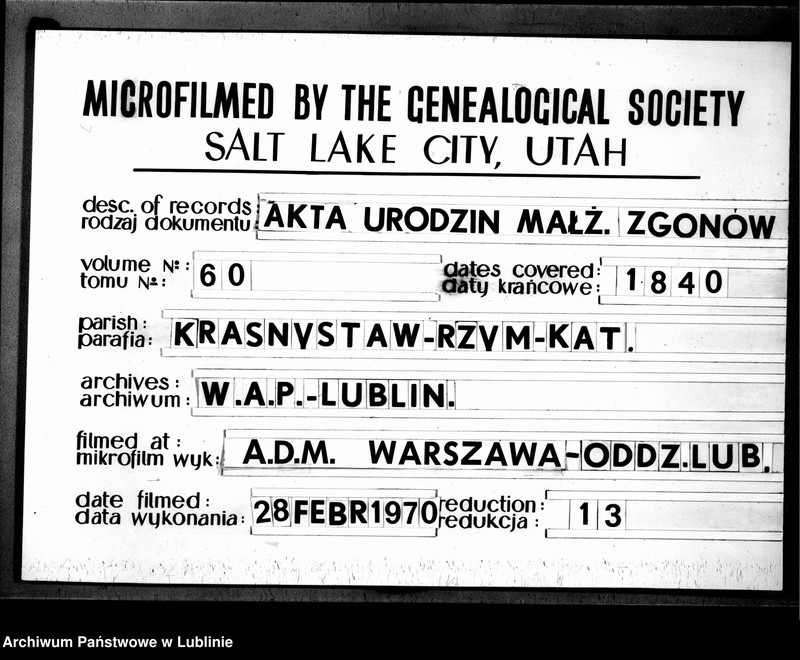 MICROFILMED BY THE GENEALOGICAL SOCIETY
SALT LAKE CITY, UTAH
desc. of records
rodzaj dokumentu: AKTA URODZIN MAŁŻ. ZGONÓW
volume №:
tomu №: 60
dates covered:
daty krańcowe: 1840
parish:
parafia: KRASNYSTAW-RZYM-KAT.
archives:
archiwum: W.A.P.-LUBLIN.
filmed at:
mikrofilm wyk: A.D.M. WARSZAWA-ODDZ.LUB.
date filmed:
data wykonania: 28FEBR1970
reduction:
redukcja: 13
Archiwum Państwowe w Lublinie